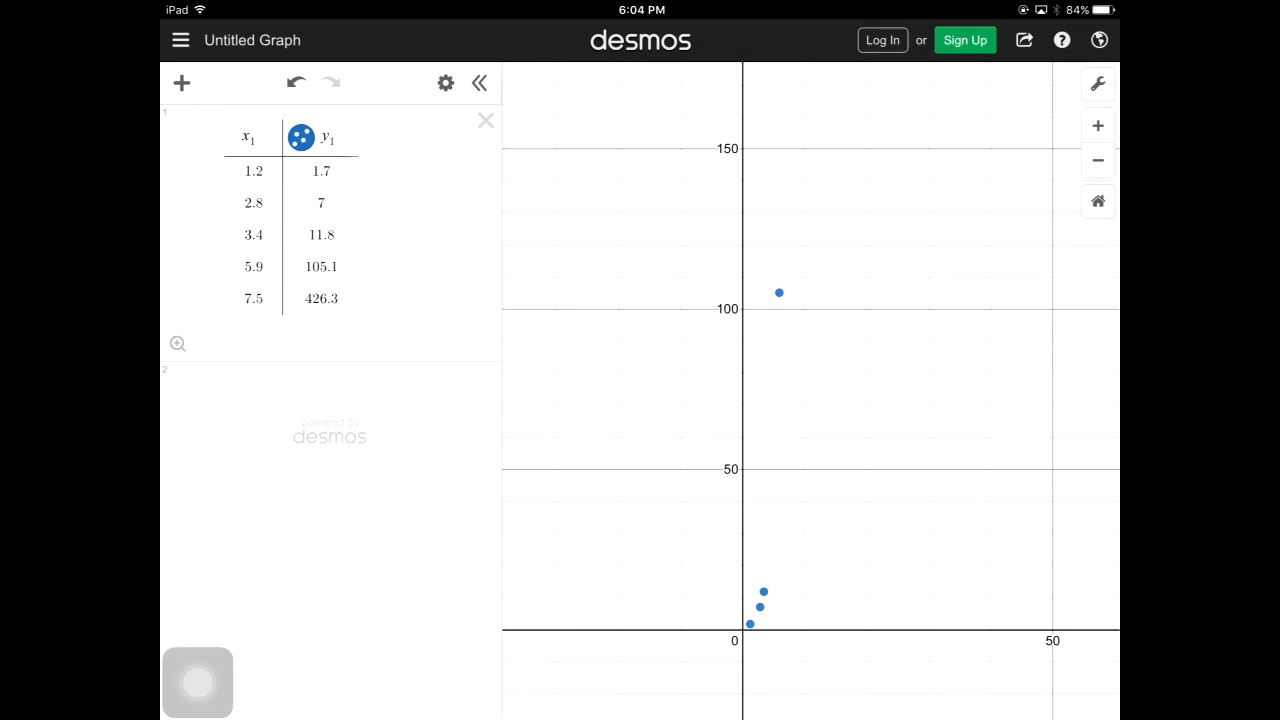 iPad 6:04 PM 84%
Untitled Graph desmos Log In or Sign Up ?
1
x1 y1
1.2 1.7
2.8 7
3.4 11.8
5.9 105.1
7.5 426.3
2
powered by
desmos
150
100
50
0 50